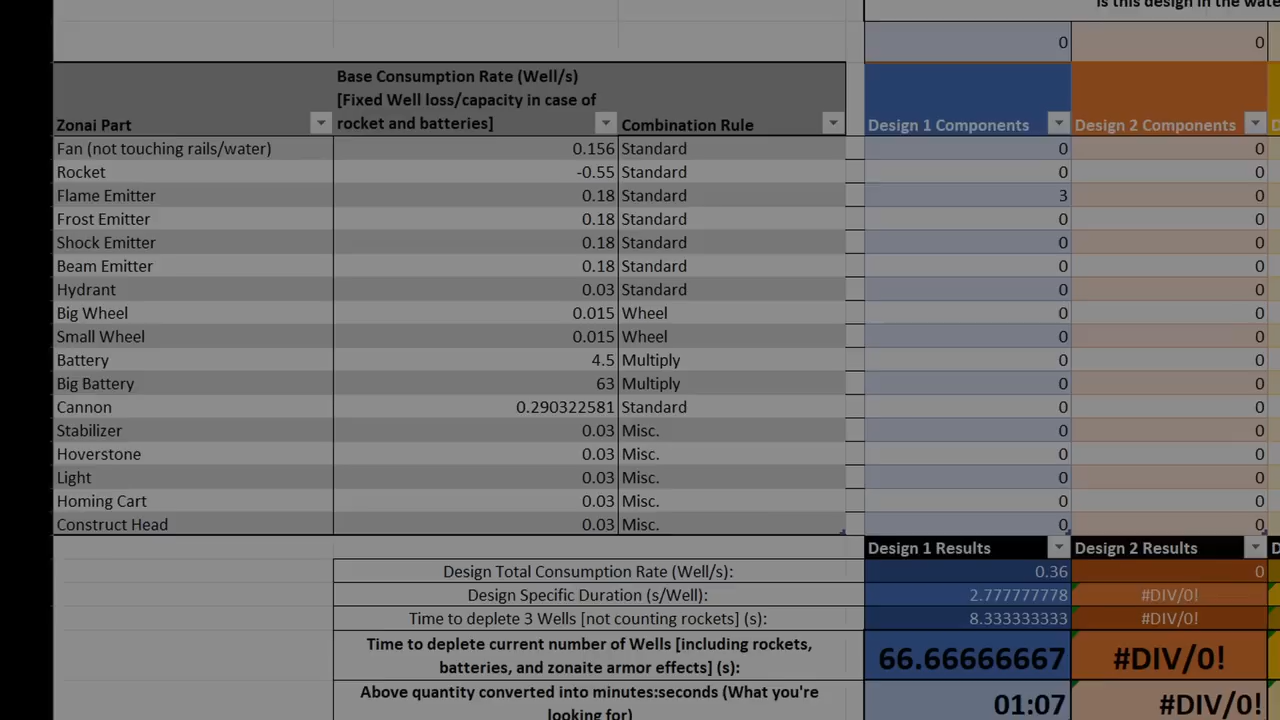 is this design in the wate
0 0
Base Consumption Rate (Well/s)
[Fixed Well loss/capacity in case of
Zonai Part rocket and batteries] Combination Rule Design 1 Components Design 2 Components
Fan (not touching rails/water) 0.156 Standard 0 0
Rocket -0.55 Standard 0 0
Flame Emitter 0.18 Standard 3 0
Frost Emitter 0.18 Standard 0 0
Shock Emitter 0.18 Standard 0 0
Beam Emitter 0.18 Standard 0 0
Hydrant 0.03 Standard 0 0
Big Wheel 0.015 Wheel 0 0
Small Wheel 0.015 Wheel 0 0
Battery 4.5 Multiply 0 0
Big Battery 63 Multiply 0 0
Cannon 0.290322581 Standard 0 0
Stabilizer 0.03 Misc. 0 0
Hoverstone 0.03 Misc. 0 0
Light 0.03 Misc. 0 0
Homing Cart 0.03 Misc. 0 0
Construct Head 0.03 Misc. 0 0
Design 1 Results Design 2 Results
Design Total Consumption Rate (Well/s): 0.36 0
Design Specific Duration (s/Well): 2.777777778 #DIV/0!
Time to deplete 3 Wells [not counting rockets] (s): 8.333333333 #DIV/0!
Time to deplete current number of Wells [including rockets,
batteries, and zonaite armor effects] (s): 66.66666667 #DIV/0!
Above quantity converted into minutes:seconds (What you're
looking for) 01:07 #DIV/0!